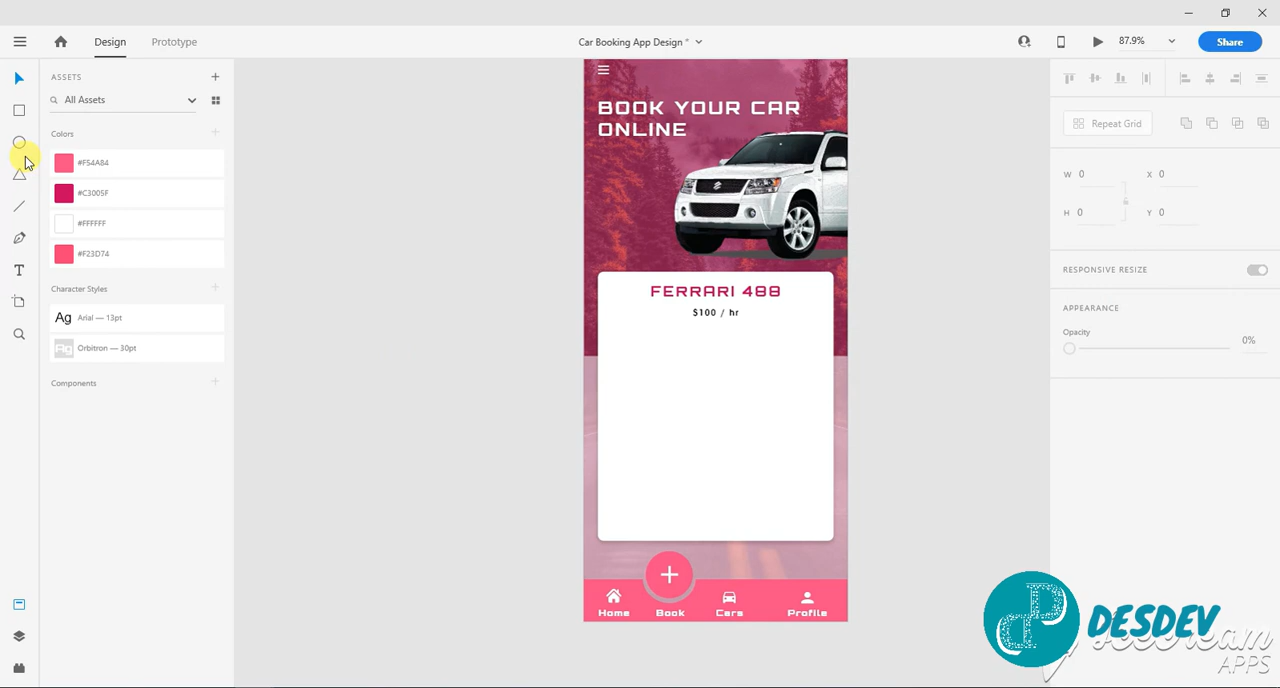 Design
Prototype
Car Booking App Design *
87.9%
Share
ASSETS
All Assets
Colors
#F54A84
#C3005F
#FFFFFF
#F23D74
Character Styles
Ag Arial — 13pt
Ag Orbitron — 30pt
Components
BOOK YOUR CAR
ONLINE
FERRARI 488
$100 / hr
Home
Book
Cars
Profile
Repeat Grid
W 0
X 0
H 0
Y 0
RESPONSIVE RESIZE
APPEARANCE
Opacity
0%
DESDEV
Icecream
APPS